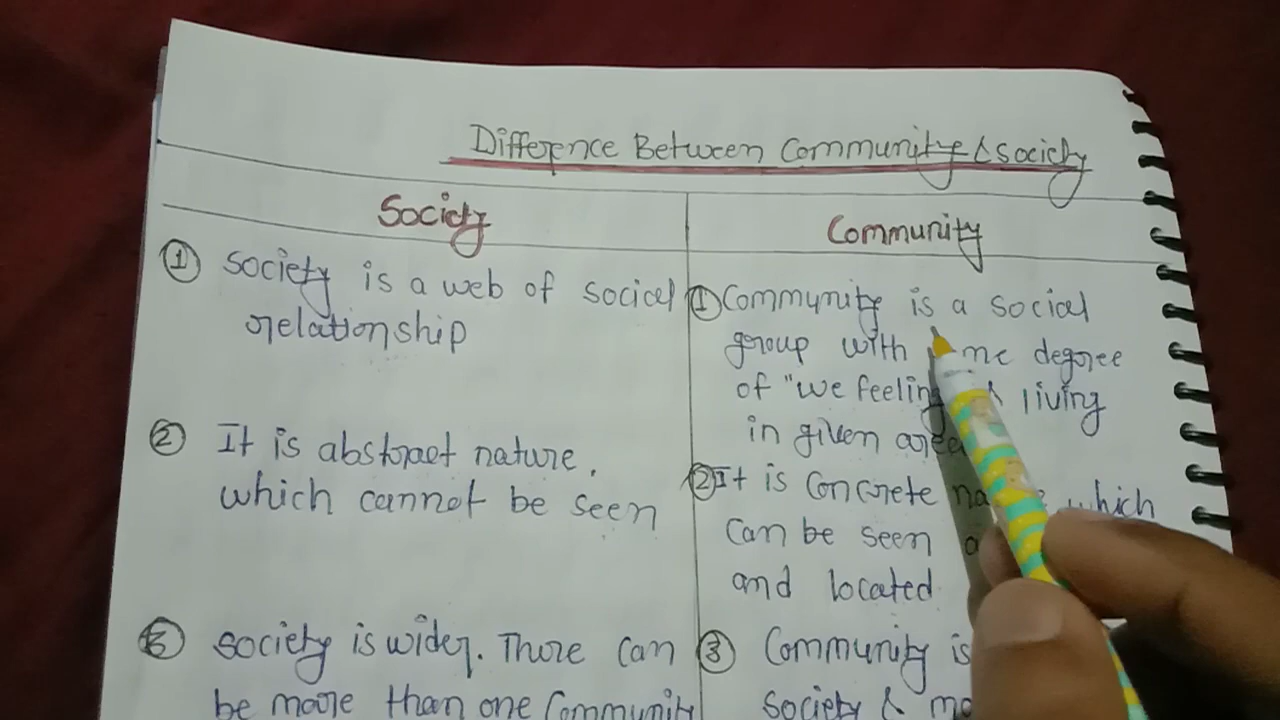 Difference Between Community & Society
Society
① Society is a web of social
relationship
② It is abstract nature.
which cannot be seen
③ Society is wider. There can
be more than one Community
Community
① Community is a social
group with degree
of "we feeling & living
in given area
② It is Concrete which
Can be seen
and located
③ Community is
Society &